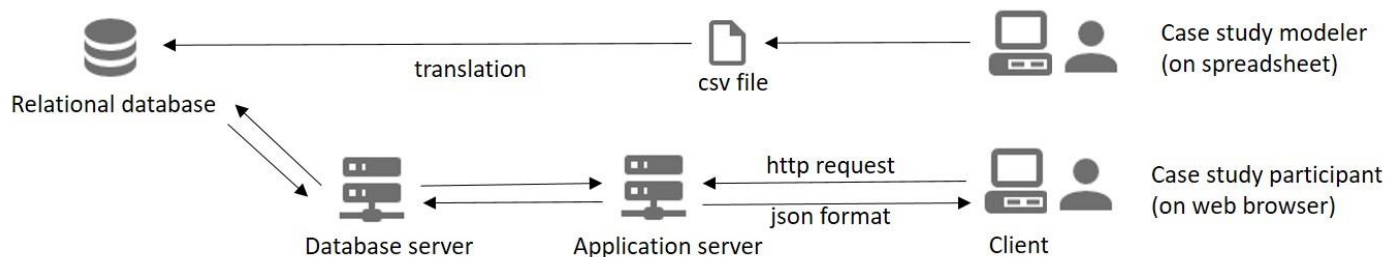 Case study modeler
(on spreadsheet)
translation
csv file
Relational database
http request
Case study participant
(on web browser)
json format
Database server
Application server
Client